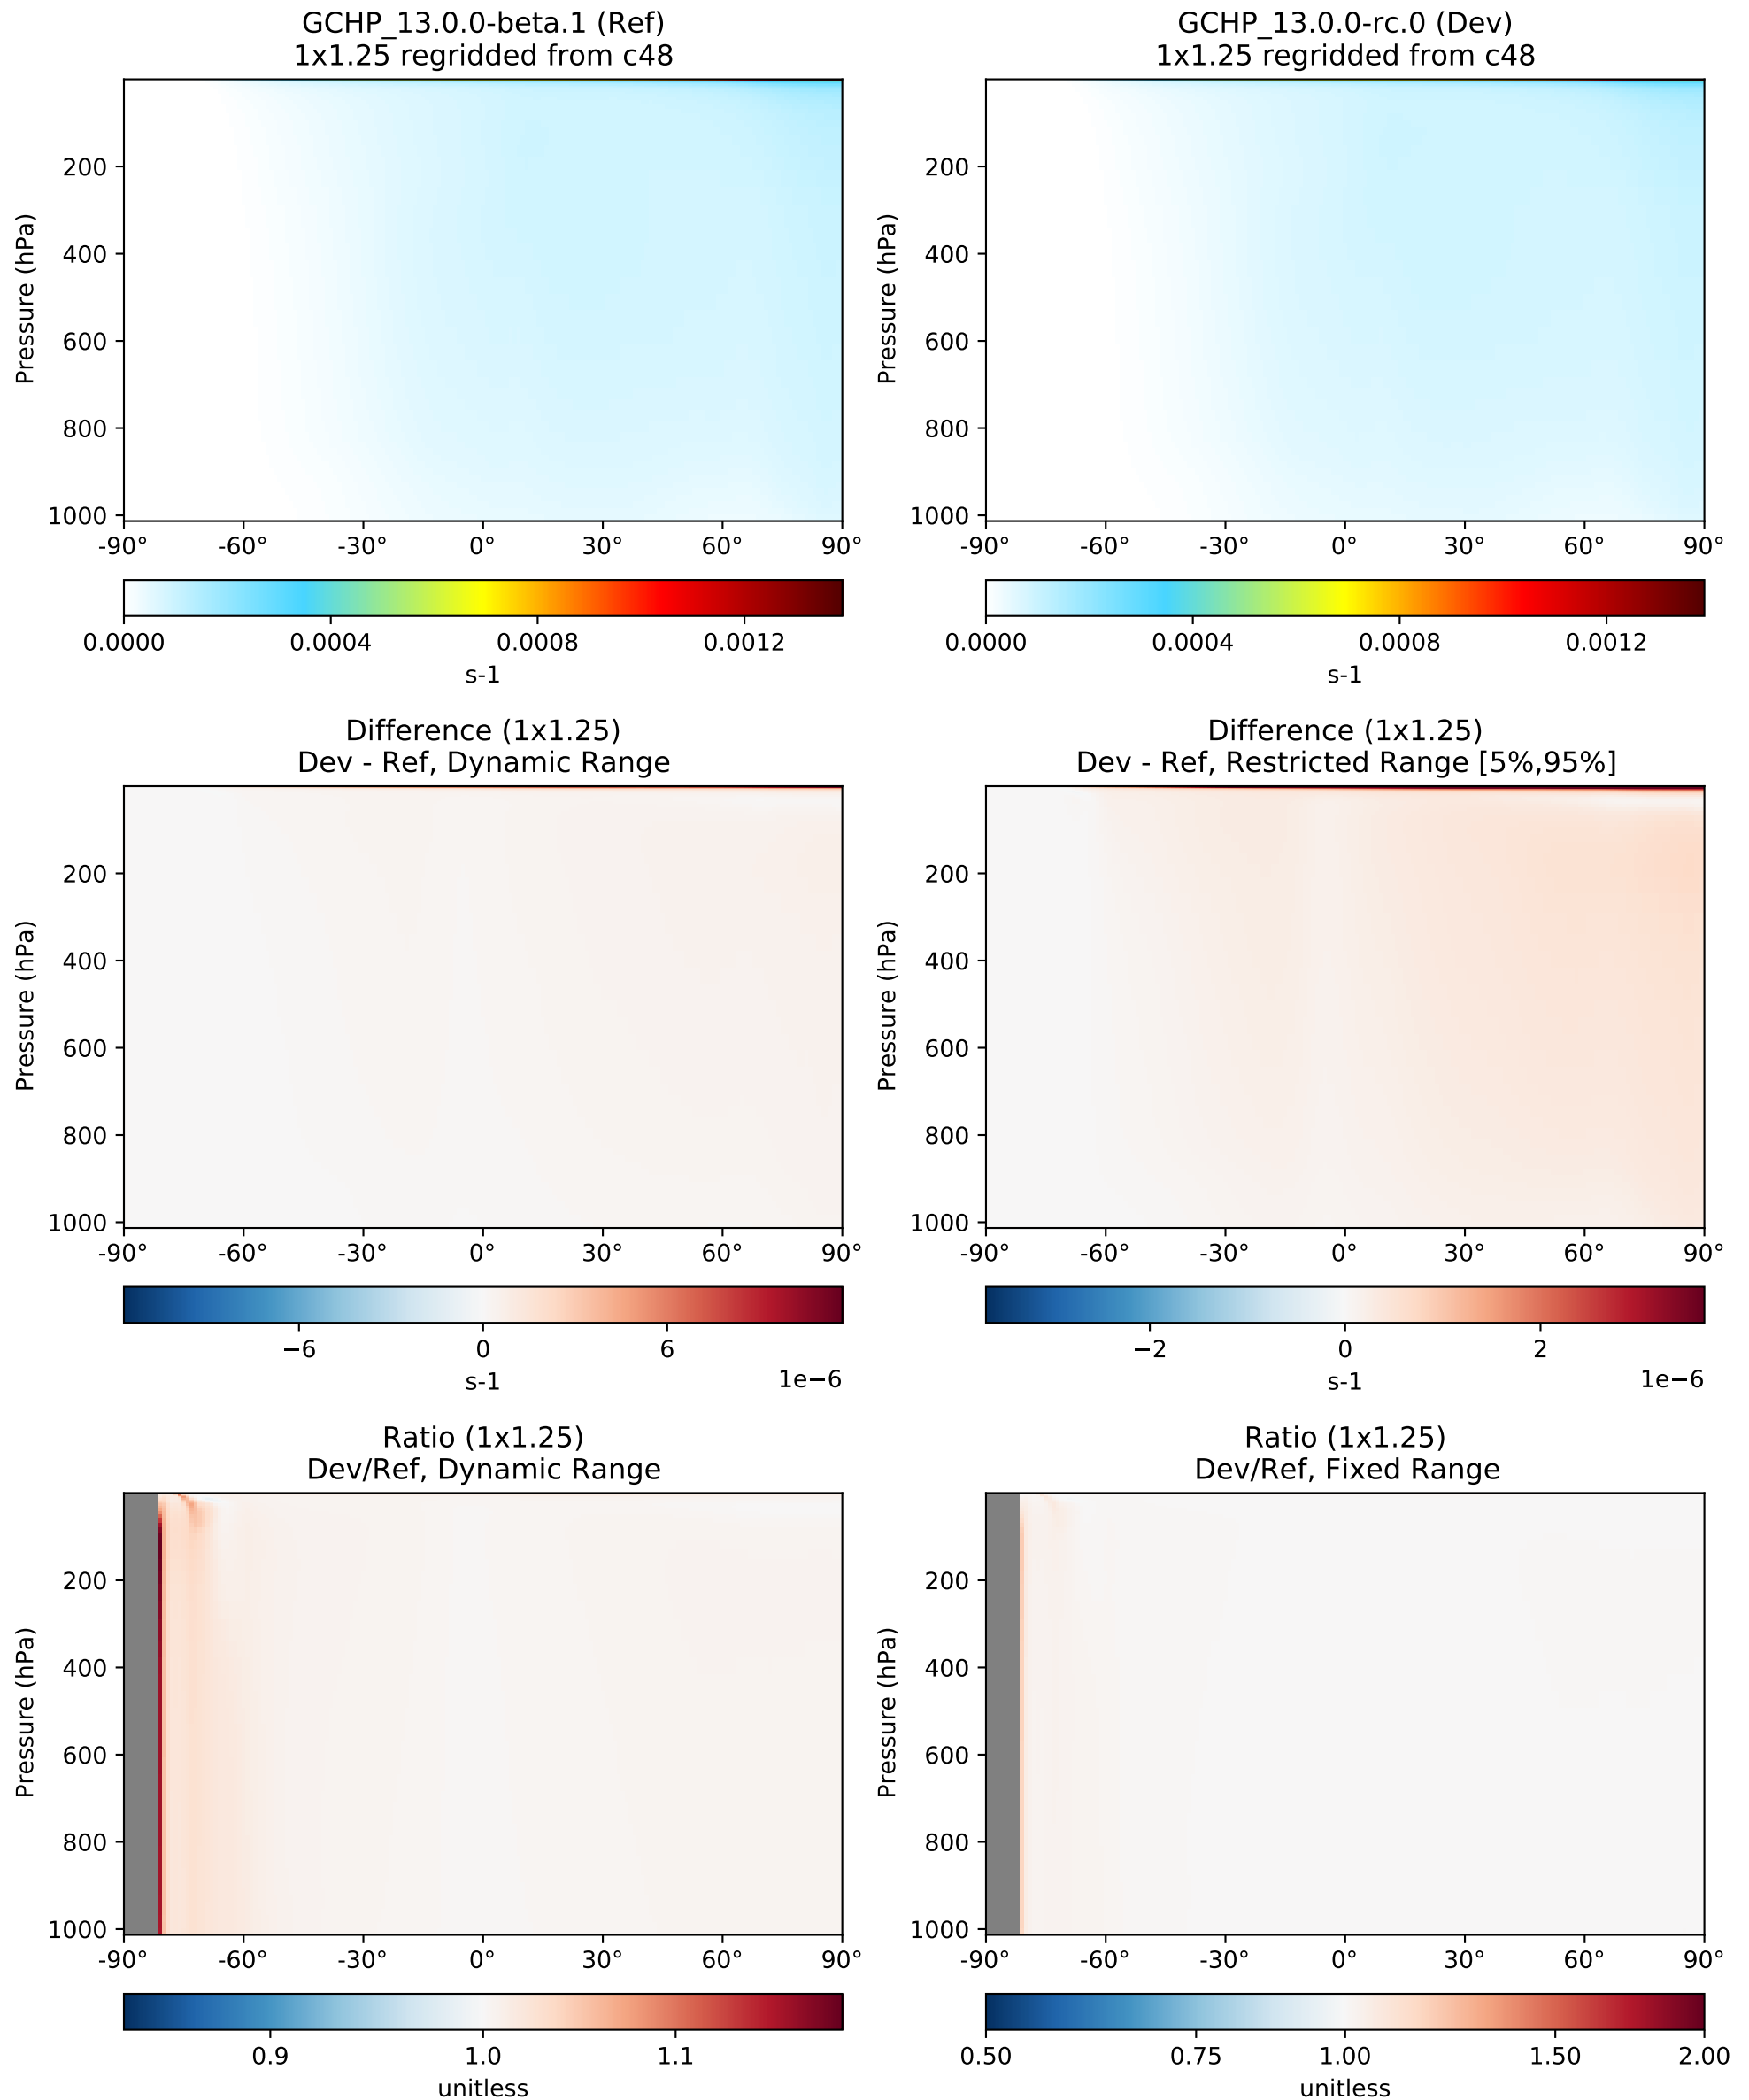 GCHP_13.0.0-beta.1 (Ref)
1x1.25 regridded from c48
GCHP_13.0.0-rc.0 (Dev)
1x1.25 regridded from c48
Pressure (hPa)
200
400
600
800
1000
-90° -60° -30° 0° 30° 60° 90°
Pressure (hPa)
200
400
600
800
1000
-90° -60° -30° 0° 30° 60° 90°
0.0000 0.0004 0.0008 0.0012
s-1
0.0000 0.0004 0.0008 0.0012
s-1
Difference (1x1.25)
Dev - Ref, Dynamic Range
Difference (1x1.25)
Dev - Ref, Restricted Range [5%,95%]
Pressure (hPa)
200
400
600
800
1000
-90° -60° -30° 0° 30° 60° 90°
Pressure (hPa)
200
400
600
800
1000
-90° -60° -30° 0° 30° 60° 90°
−6 0 6
s-1 1e−6
−2 0 2
s-1 1e−6
Ratio (1x1.25)
Dev/Ref, Dynamic Range
Ratio (1x1.25)
Dev/Ref, Fixed Range
Pressure (hPa)
200
400
600
800
1000
-90° -60° -30° 0° 30° 60° 90°
Pressure (hPa)
200
400
600
800
1000
-90° -60° -30° 0° 30° 60° 90°
0.9 1.0 1.1
unitless
0.50 0.75 1.00 1.50 2.00
unitless